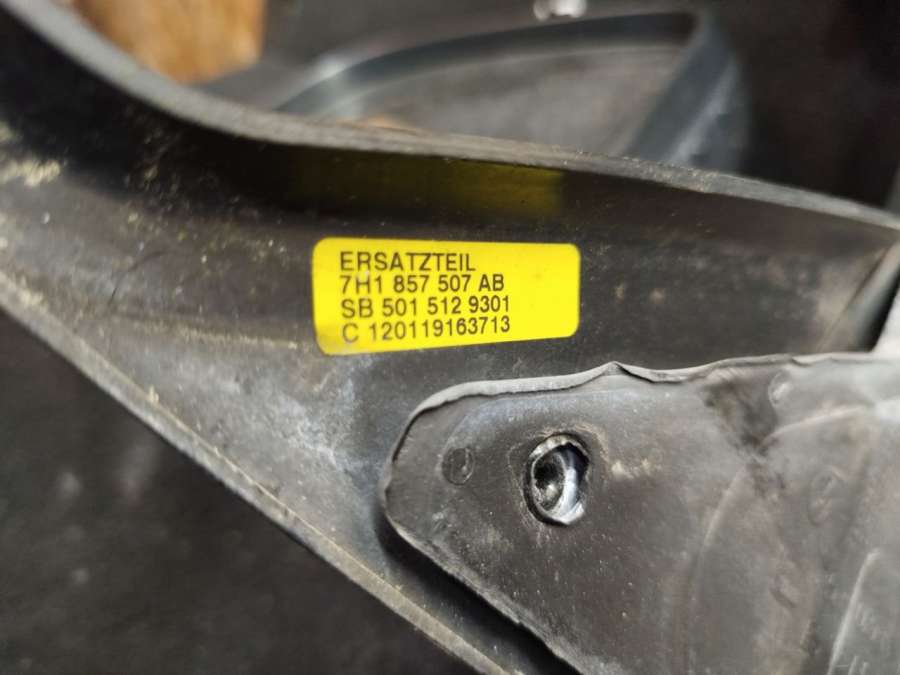 ERSATZTEIL
7H1 857 507 AB
SB 501 512 9301
C 120119163713